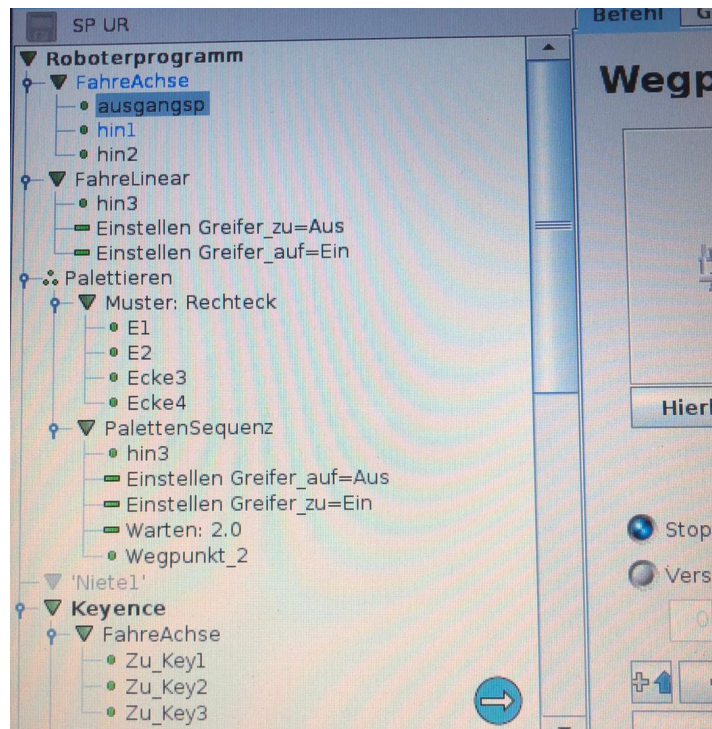 SP UR
Befehl G
Roboterprogramm
FahreAchse
ausgangsp
hin1
hin2
FahreLinear
hin3
Einstellen Greifer_zu=Aus
Einstellen Greifer_auf=Ein
Palettieren
Muster: Rechteck
E1
E2
Ecke3
Ecke4
PalettenSequenz
hin3
Einstellen Greifer_auf=Aus
Einstellen Greifer_zu=Ein
Warten: 2.0
Wegpunkt_2
'Niete1'
Keyence
FahreAchse
Zu_Key1
Zu_Key2
Zu_Key3
Wegp
Hierh
Stop
Vers
0